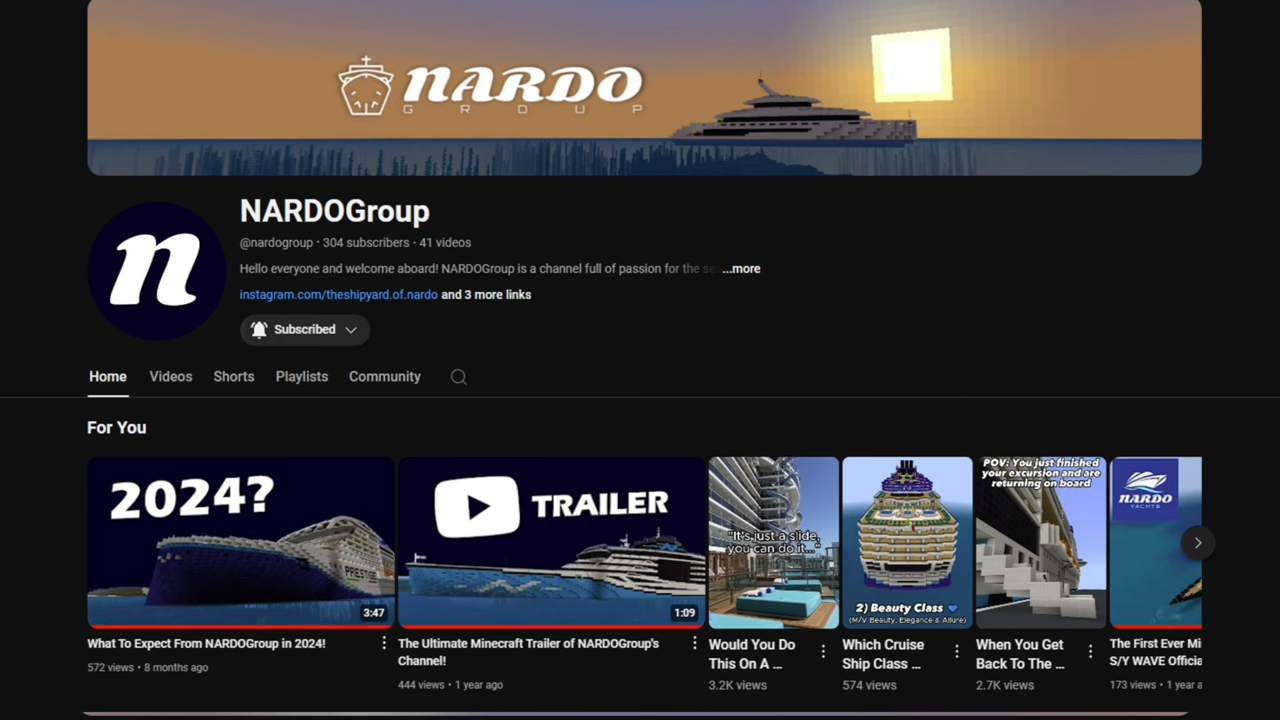 NARDO
GROUP
n
NARDOGroup
@nardogroup · 304 subscribers · 41 videos
Hello everyone and welcome aboard! NARDOGroup is a channel full of passion for the ...more
instagram.com/theshipyard.of.nardo and 3 more links
Subscribed
Home Videos Shorts Playlists Community
For You
2024?
PRESTIGE
3:47
What To Expect From NARDOGroup in 2024!
572 views · 8 months ago
TRAILER
1:09
The Ultimate Minecraft Trailer of NARDOGroup's
Channel!
444 views · 1 year ago
"It's just a slide,
you can do it..."
Would You Do
This On A ...
3.2K views
2) Beauty Class 💙
(M/V Beauty, Elegance & Allure)
Which Cruise
Ship Class ...
574 views
POV: You just finished
your excursion and are
returning on board
When You Get
Back To The ...
2.7K views
NARDO
YACHTS
The First Ever Mi
S/Y WAVE Officia
173 views · 1 year a